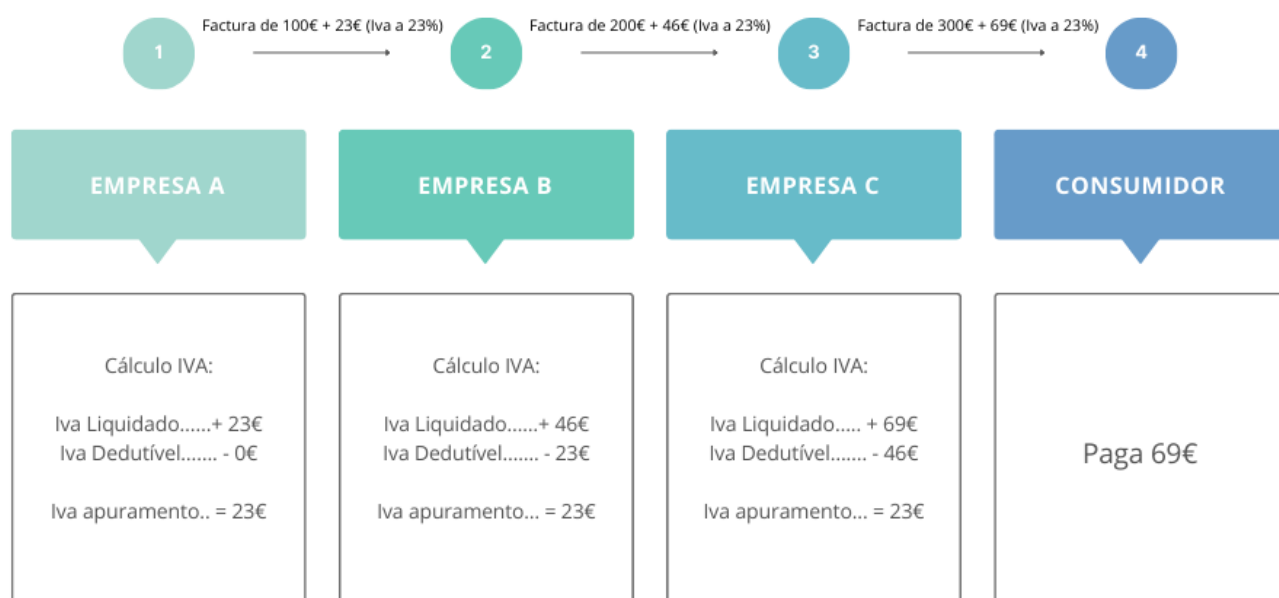 Factura de 100€ + 23€ (Iva a 23%)
Factura de 200€ + 46€ (Iva a 23%)
Factura de 300€ + 69€ (Iva a 23%)
1
2
3
4
EMPRESA A
EMPRESA B
EMPRESA C
CONSUMIDOR
Cálculo IVA:
Iva Liquidado......+ 23€
Iva Dedutível....... - 0€
Iva apuramento.. = 23€
Cálculo IVA:
Iva Liquidado......+ 46€
Iva Dedutível....... - 23€
Iva apuramento... = 23€
Cálculo IVA:
Iva Liquidado..... + 69€
Iva Dedutível....... - 46€
Iva apuramento... = 23€
Paga 69€